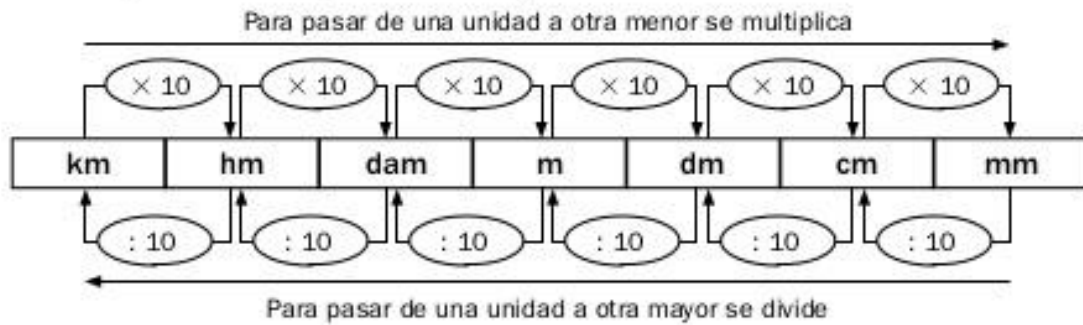 Para pasar de una unidad a otra menor se multiplica
× 10 × 10 × 10 × 10 × 10 × 10
km hm dam m dm cm mm
: 10 : 10 : 10 : 10 : 10 : 10
Para pasar de una unidad a otra mayor se divide